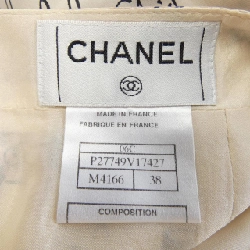 CHANEL
MADE IN FRANCE
FABRIQUE EN FRANCE
06C
P27749V17427
M4166 38
COMPOSITION